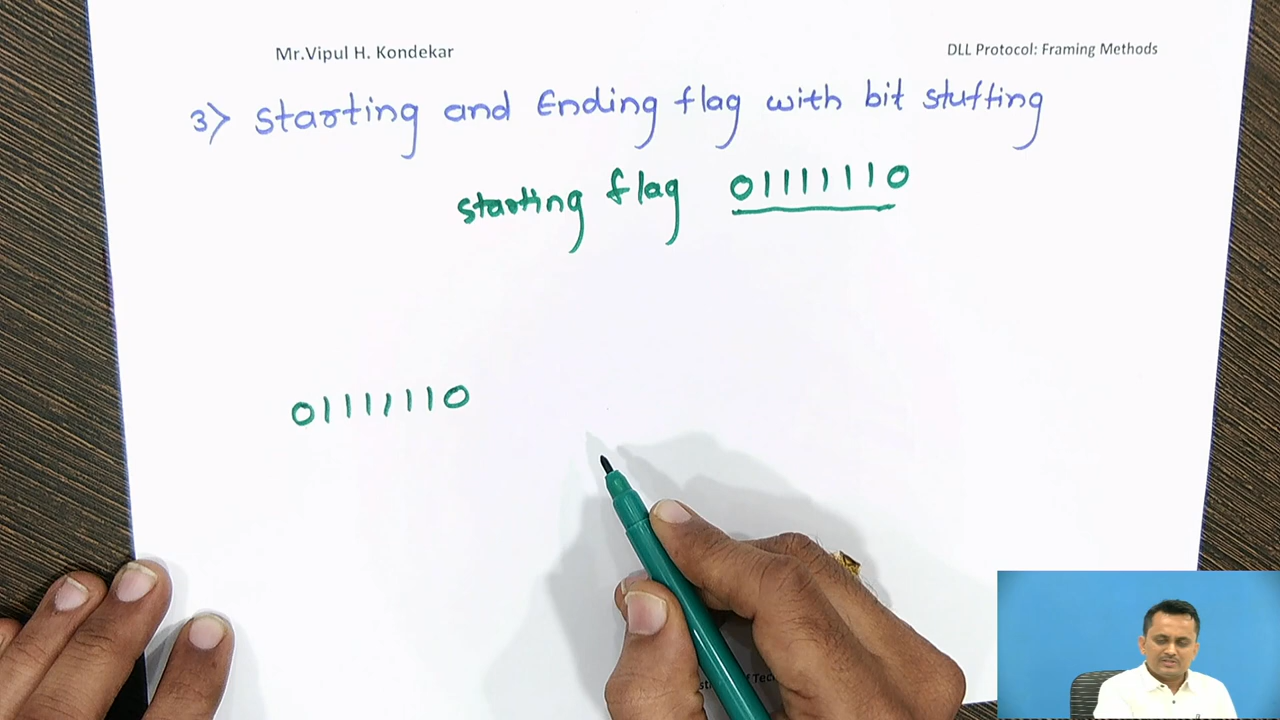 Mr.Vipul H. Kondekar
DLL Protocol: Framing Methods
3> Starting and Ending flag with bit stuffing
starting flag 01111110
01111110